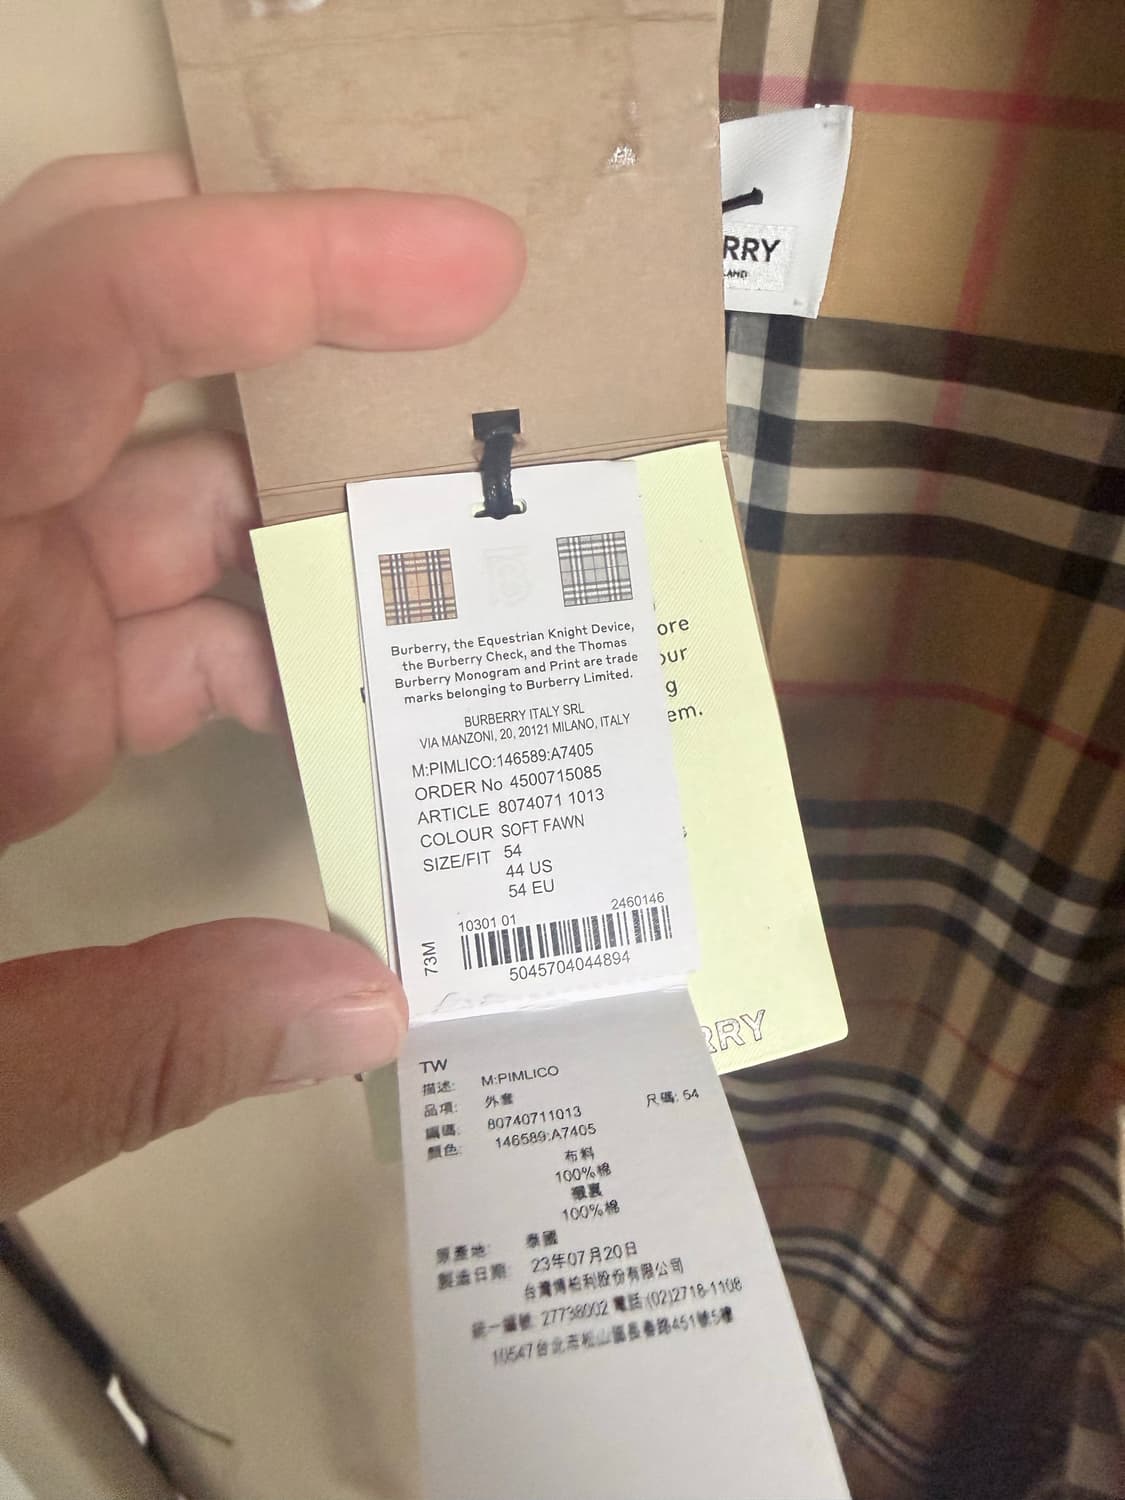 RRY
LAND
ore
our
g
em.
Burberry, the Equestrian Knight Device,
the Burberry Check, and the Thomas
Burberry Monogram and Print are trade
marks belonging to Burberry Limited.
BURBERRY ITALY SRL
VIA MANZONI, 20, 20121 MILANO, ITALY
M:PIMLICO:146589:A7405
ORDER No 4500715085
ARTICLE 8074071 1013
COLOUR SOFT FAWN
SIZE/FIT 54
44 US
54 EU
10301 01 2460146
73M
5045704044894
RRY
TW
描述: M:PIMLICO
品項: 外套 尺碼: 54
編碼: 80740711013
顏色: 146589:A7405
布料
100%棉
襯裏
100%棉
原產地: 泰國
製造日期: 23年07月20日
台灣博柏利股份有限公司
統一編號: 27738002 電話:(02)2718-1108
10547台北市松山區長春路451號5樓